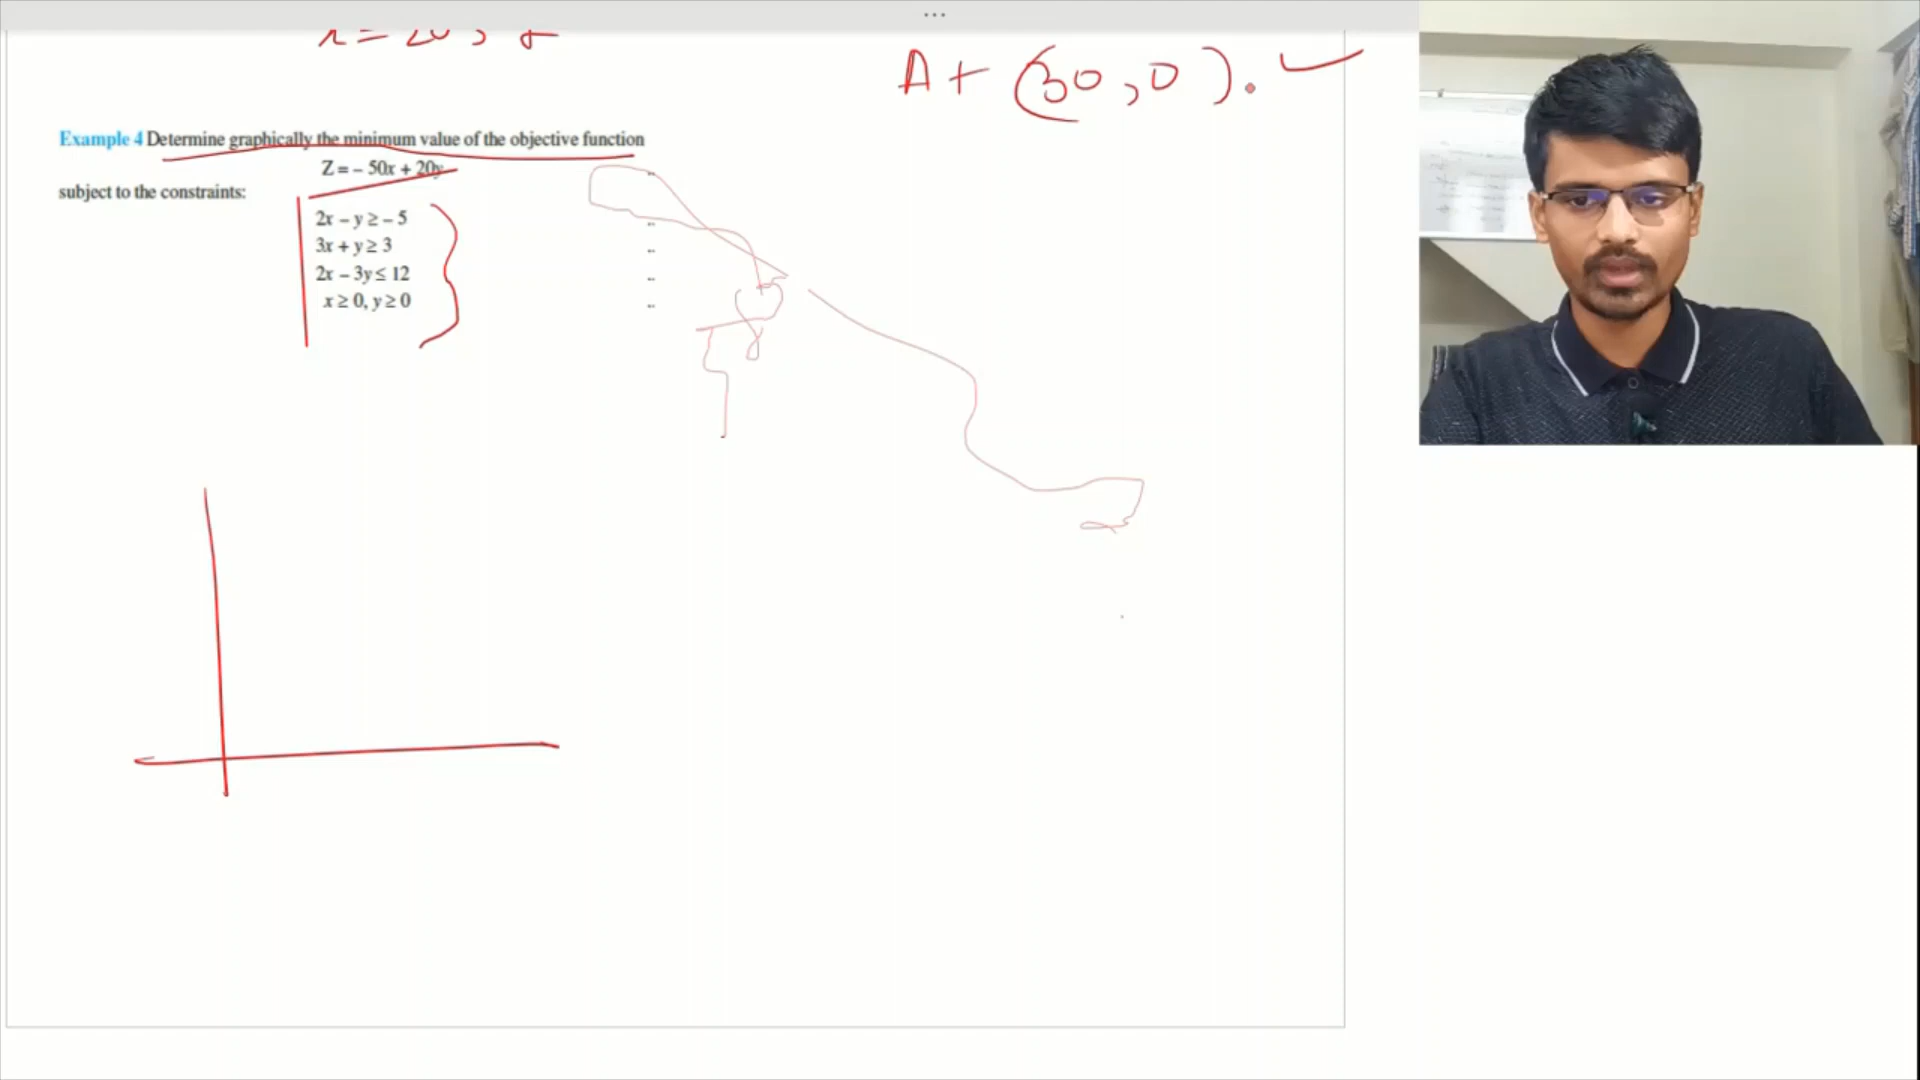 At (30,0).
Example 4 Determine graphically the minimum value of the objective function
Z = – 50x + 20y
subject to the constraints:
2x – y ≥ – 5
3x + y ≥ 3
2x – 3y ≤ 12
x ≥ 0, y ≥ 0